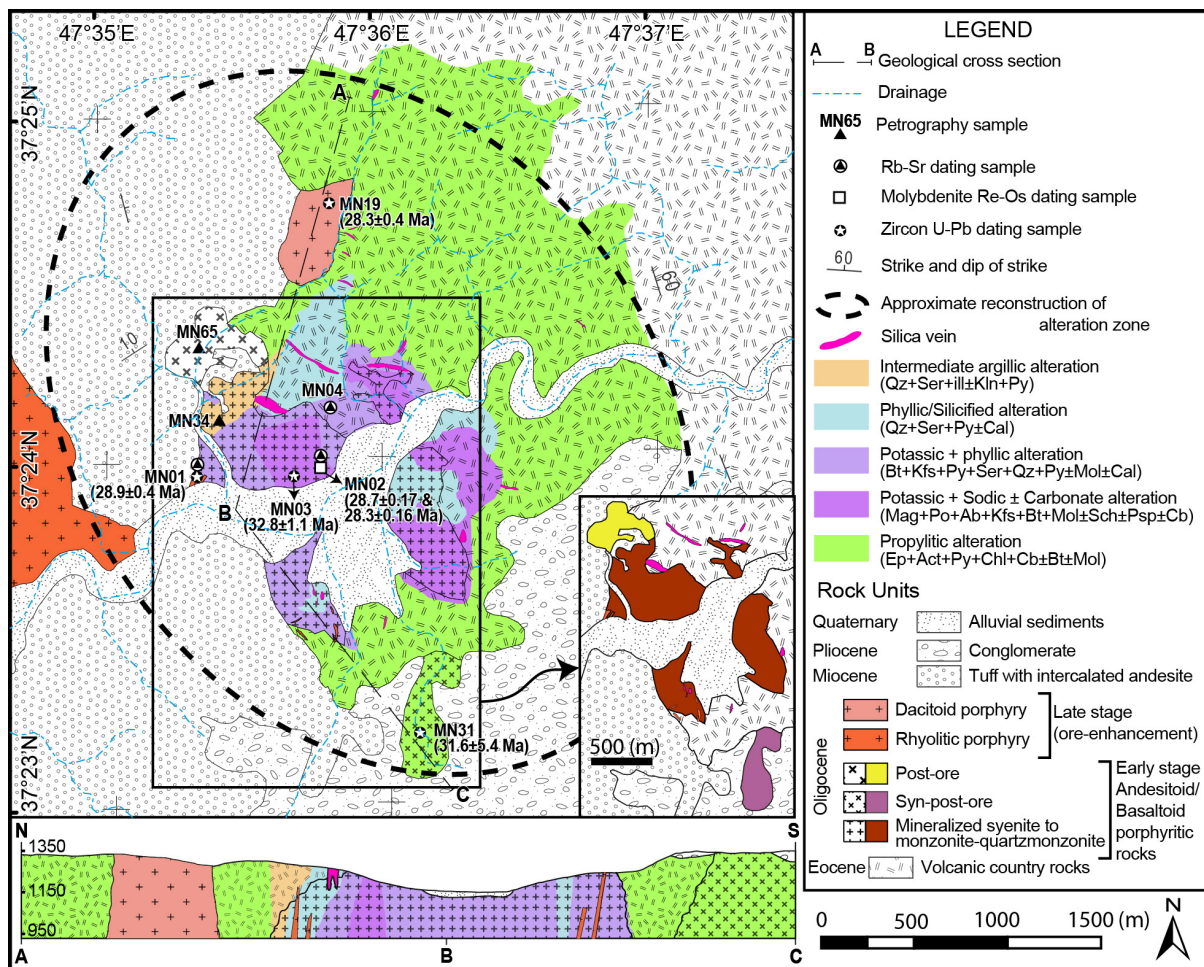 47°35’E
47°36’E
47°37’E
37°25’N
37°24’N
37°23’N
A
MN19
(28.3±0.4 Ma)
60
10
MN65
MN04
MN34
MN01
(28.9±0.4 Ma)
B
MN03
(32.8±1.1 Ma)
MN02
(28.7±0.17 &
28.3±0.16 Ma)
MN31
(31.6±5.4 Ma)
C
500 (m)
N
S
1350
1150
950
A
B
C
LEGEND
A B
Geological cross section
Drainage
MN65
Petrography sample
Rb-Sr dating sample
Molybdenite Re-Os dating sample
Zircon U-Pb dating sample
60
Strike and dip of strike
Approximate reconstruction of
alteration zone
Silica vein
Intermediate argillic alteration
(Qz+Ser+ill±Kln+Py)
Phyllic/Silicified alteration
(Qz+Ser+Py±Cal)
Potassic + phyllic alteration
(Bt+Kfs+Py+Ser+Qz+Py±Mol±Cal)
Potassic + Sodic ± Carbonate alteration
(Mag+Po+Ab+Kfs+Bt+Mol±Sch±Psp±Cb)
Propylitic alteration
(Ep+Act+Py+Chl+Cb±Bt±Mol)
Rock Units
Quaternary
Alluvial sediments
Pliocene
Conglomerate
Miocene
Tuff with intercalated andesite
Oligocene
Dacitoid porphyry
Rhyolitic porphyry
Late stage
(ore-enhancement)
Post-ore
Syn-post-ore
Mineralized syenite to
monzonite-quartzmonzonite
Early stage
Andesitoid/
Basaltoid
porphyritic
rocks
Eocene
Volcanic country rocks
0 500 1000 1500 (m)
N